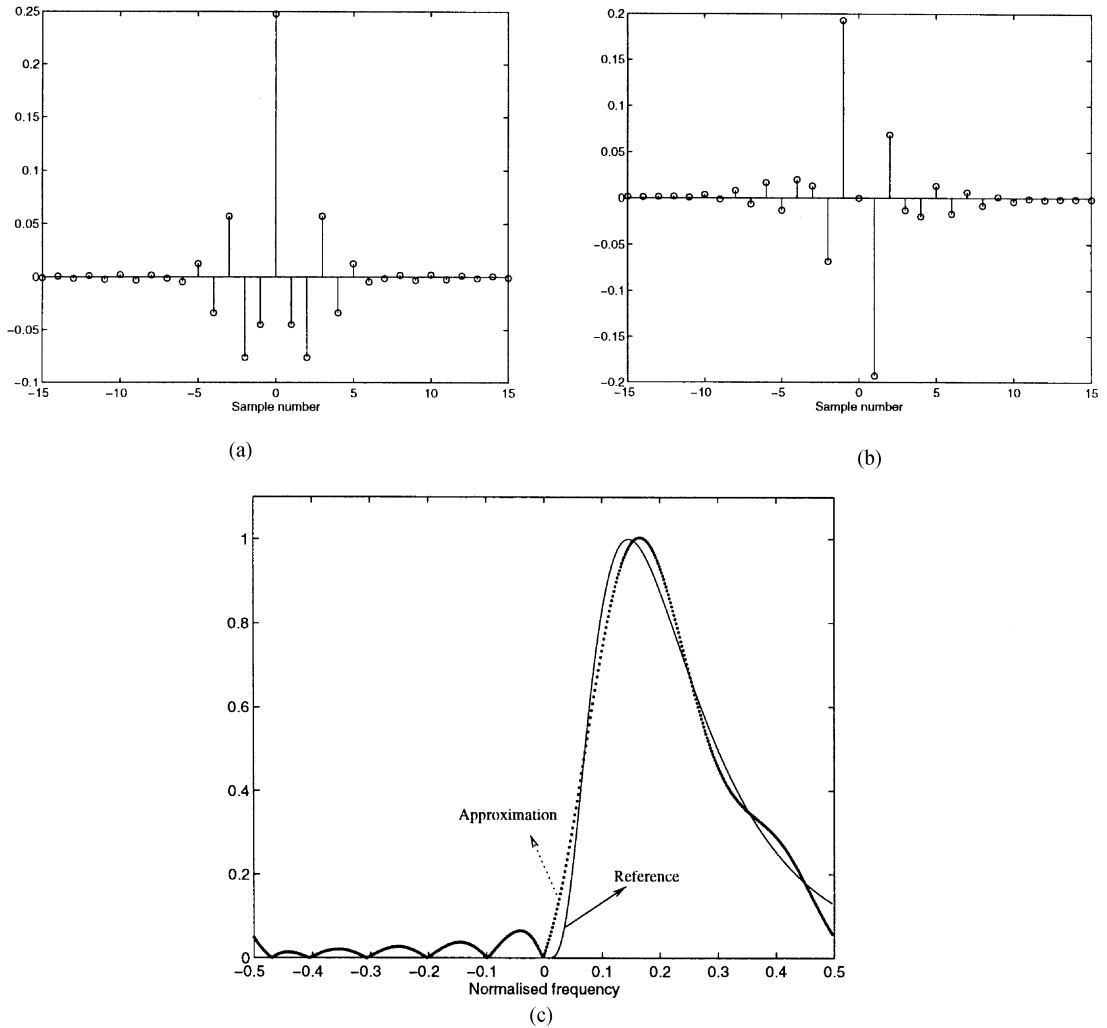 0.25
0.2
0.15
0.1
0.05
0
−0.05
−0.1
−15 −10 −5 0 5 10 15
Sample number
(a)
0.2
0.15
0.1
0.05
0
−0.05
−0.1
−0.15
−0.2
−15 −10 −5 0 5 10 15
Sample number
(b)
1
0.8
0.6
0.4
0.2
0
Approximation
Reference
−0.5 −0.4 −0.3 −0.2 −0.1 0 0.1 0.2 0.3 0.4 0.5
Normalised frequency
(c)